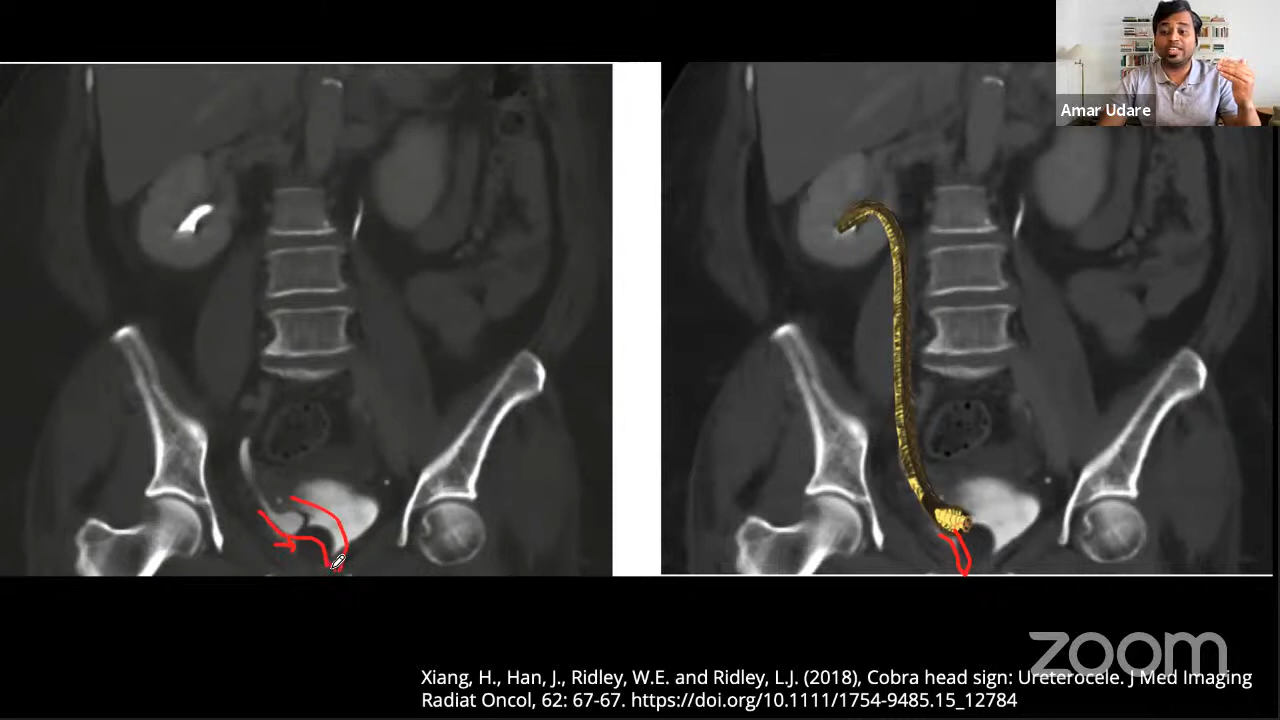 Amar Udare
zoom
Xiang, H., Han, J., Ridley, W.E. and Ridley, L.J. (2018), Cobra head sign: Ureterocele. J Med Imaging
Radiat Oncol, 62: 67-67. https://doi.org/10.1111/1754-9485.15_12784